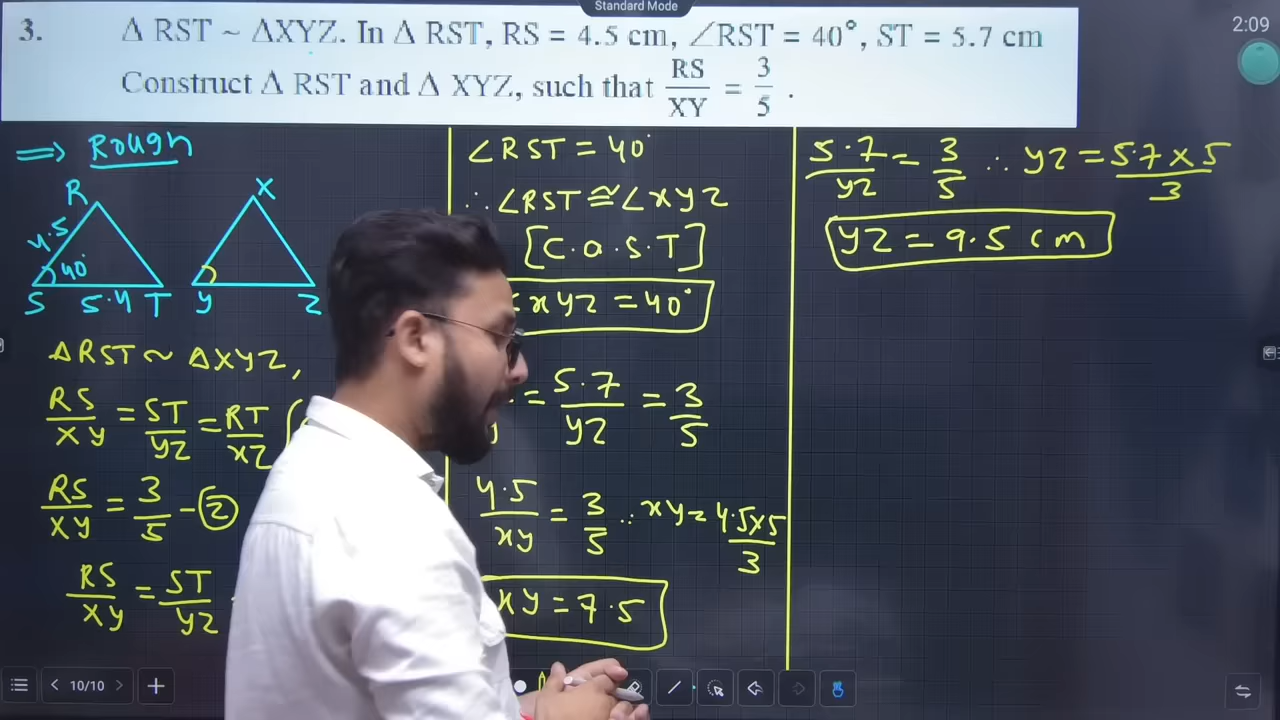 Standard Mode
2:09
3. Δ RST ~ ΔXYZ. In Δ RST, RS = 4.5 cm, ∠RST = 40°, ST = 5.7 cm
Construct Δ RST and Δ XYZ, such that RS/XY = 3/5 .
⇒ Rough
R
4.5
40°
S 5.4 T
X
Y Z
ΔRST ~ ΔXYZ,
RS/XY = ST/YZ = RT/XZ (
RS/XY = 3/5 - ②
RS/XY = ST/YZ
∠RST = 40°
∴ ∠RST ≅ ∠XYZ
[C.a.s.T]
XYZ = 40°
= 5.7/YZ = 3/5
4.5/XY = 3/5 ∴ XY = 4.5×5/3
XY = 7.5
5.7/YZ = 3/5 ∴ YZ = 5.7×5/3
YZ = 9.5 cm
10/10